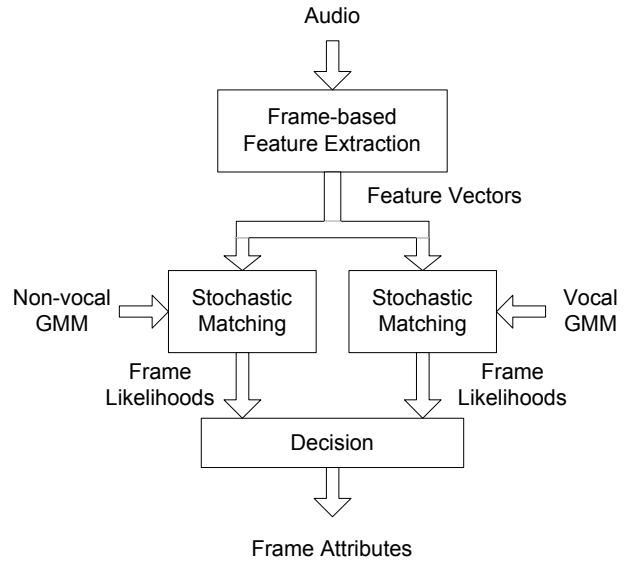 Audio
Frame-based
Feature Extraction
Feature Vectors
Non-vocal
GMM
Stochastic
Matching
Stochastic
Matching
Vocal
GMM
Frame
Likelihoods
Frame
Likelihoods
Decision
Frame Attributes